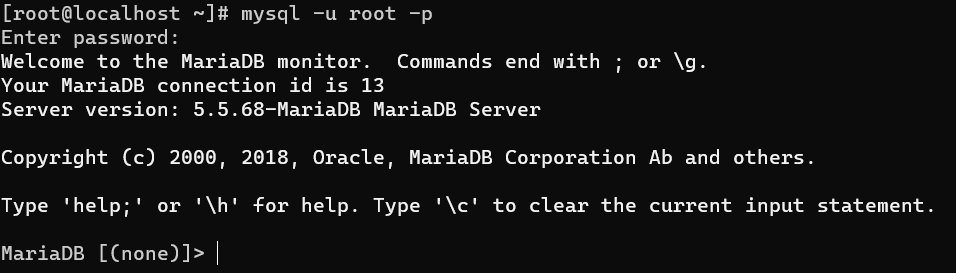 [root@localhost ~]# mysql -u root -p
Enter password:
Welcome to the MariaDB monitor.  Commands end with ; or \g.
Your MariaDB connection id is 13
Server version: 5.5.68-MariaDB MariaDB Server
Copyright (c) 2000, 2018, Oracle, MariaDB Corporation Ab and others.
Type 'help;' or '\h' for help. Type '\c' to clear the current input statement.
MariaDB [(none)]>